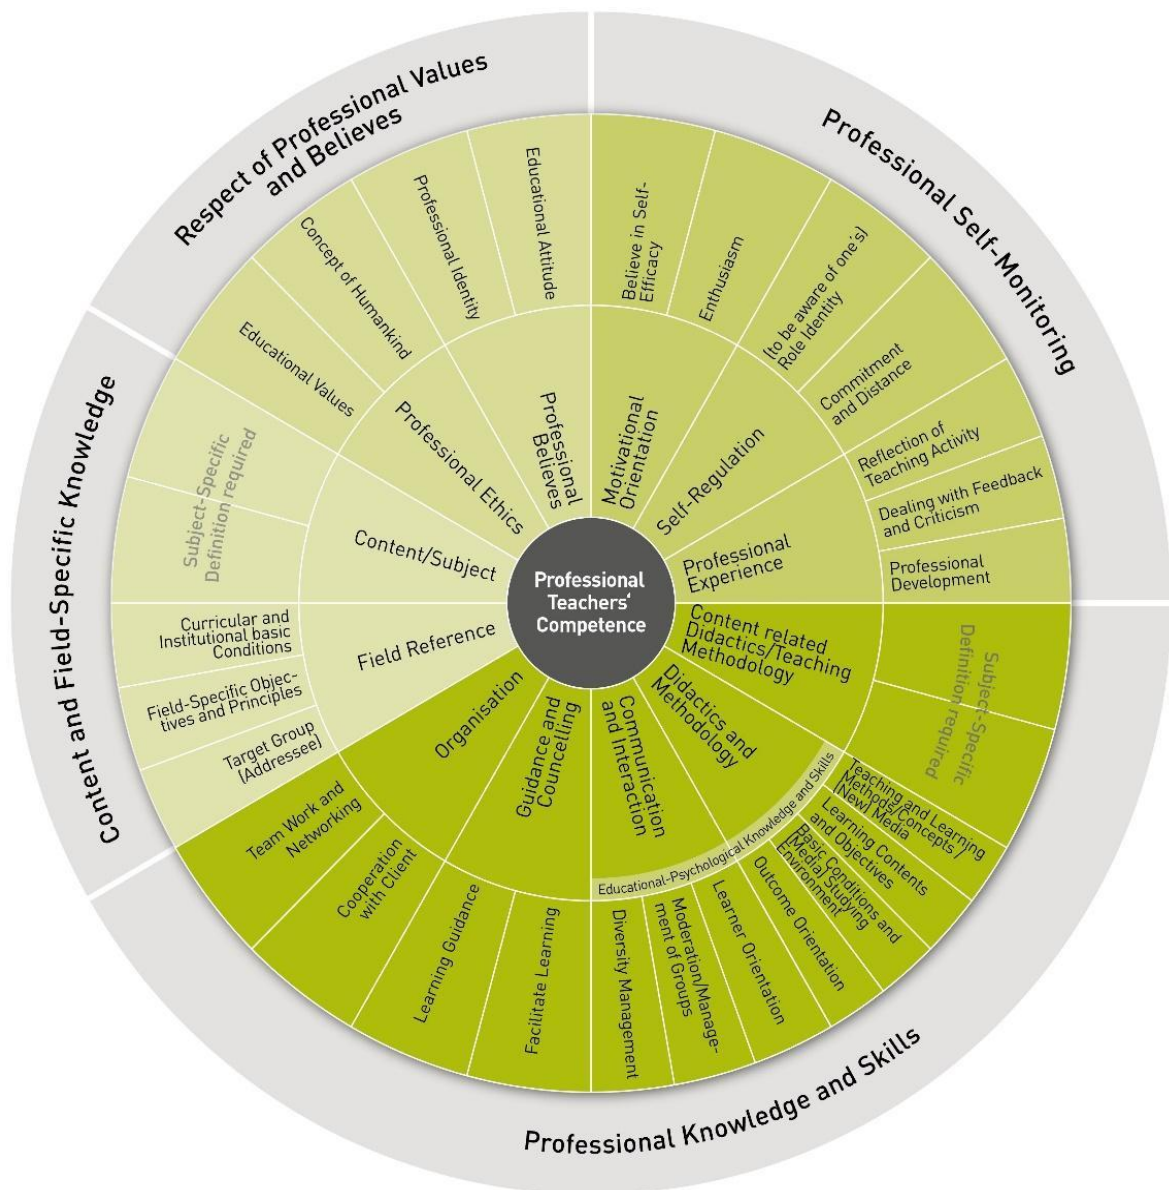 Respect of Professional Values
and Believes
Professional Self-Monitoring
Content and Field-Specific Knowledge
Professional Knowledge and Skills
Professional
Teachers'
Competence
Educational Values
Concept of Humankind
Professional Identity
Educational Attitude
Professional Ethics
Professional
Believes
Believe in Self-
Efficacy
Enthusiasm
(to be aware of one's)
Role Identity
Commitment
and Distance
Reflection of
Teaching Activity
Dealing with Feedback
and Criticism
Professional
Development
Motivational
Orientation
Self-Regulation
Professional
Experience
Content related
Didactics/Teaching
Methodology
Subject-Specific
Definition required
Didactics and
Methodology
Communication
and Interaction
Educational-Psychological Knowledge and Skills
Teaching and Learning
Methods/Concepts /
(New) Media
Learning Contents
and Objectives
Basic Conditions and
(Media) Studying
Environment
Outcome Orientation
Learner Orientation
Moderation/Manage-
ment of Groups
Diversity Management
Guidance and
Councelling
Facilitate Learning
Learning Guidance
Organisation
Cooperation
with Client
Team Work and
Networking
Field Reference
Target Group
(Addressee)
Field-Specific Objec-
tives and Principles
Curricular and
Institutional basic
Conditions
Content/Subject
Subject-Specific
Definition required